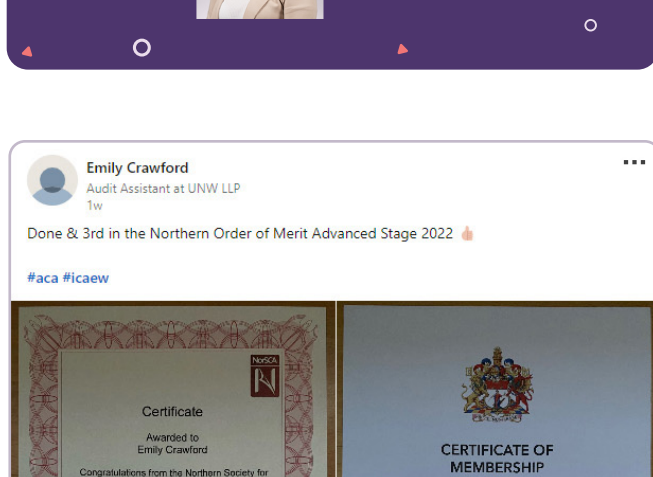 Emily Crawford
Audit Assistant at UNW LLP
1w
Done & 3rd in the Northern Order of Merit Advanced Stage 2022 👍
#aca #icaew
NorSCA
N
Certificate
Awarded to
Emily Crawford
Congratulations from the Northern Society for
CERTIFICATE OF
MEMBERSHIP